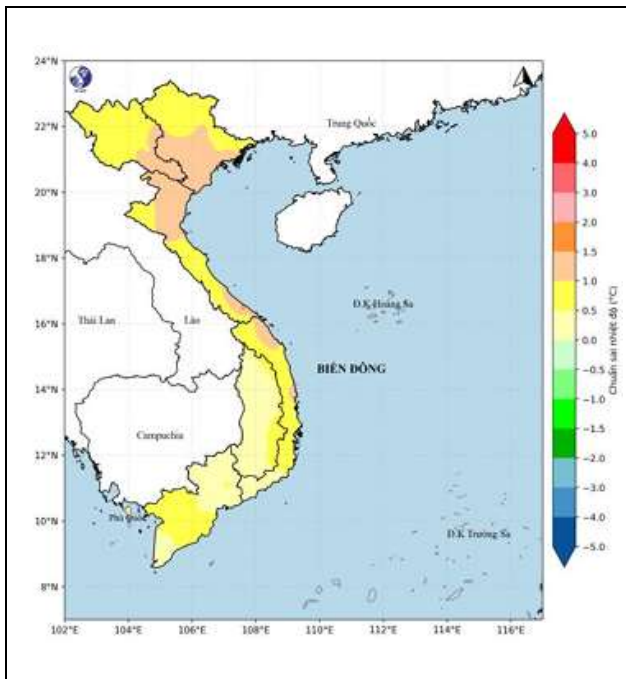 24°N
22°N
20°N
18°N
16°N
14°N
12°N
10°N
8°N
102°E
104°E
106°E
108°E
110°E
112°E
114°E
116°E
Trung Quốc
Đ.K Hoàng Sa
Thái Lan
Lào
BIỂN ĐÔNG
Campuchia
Phú Quốc
Đ.K Trường Sa
5.0
4.0
3.0
2.0
1.5
1.0
0.5
0.0
−0.5
−1.0
−1.5
−2.0
−3.0
−4.0
−5.0
Chuẩn sai nhiệt độ (°C)